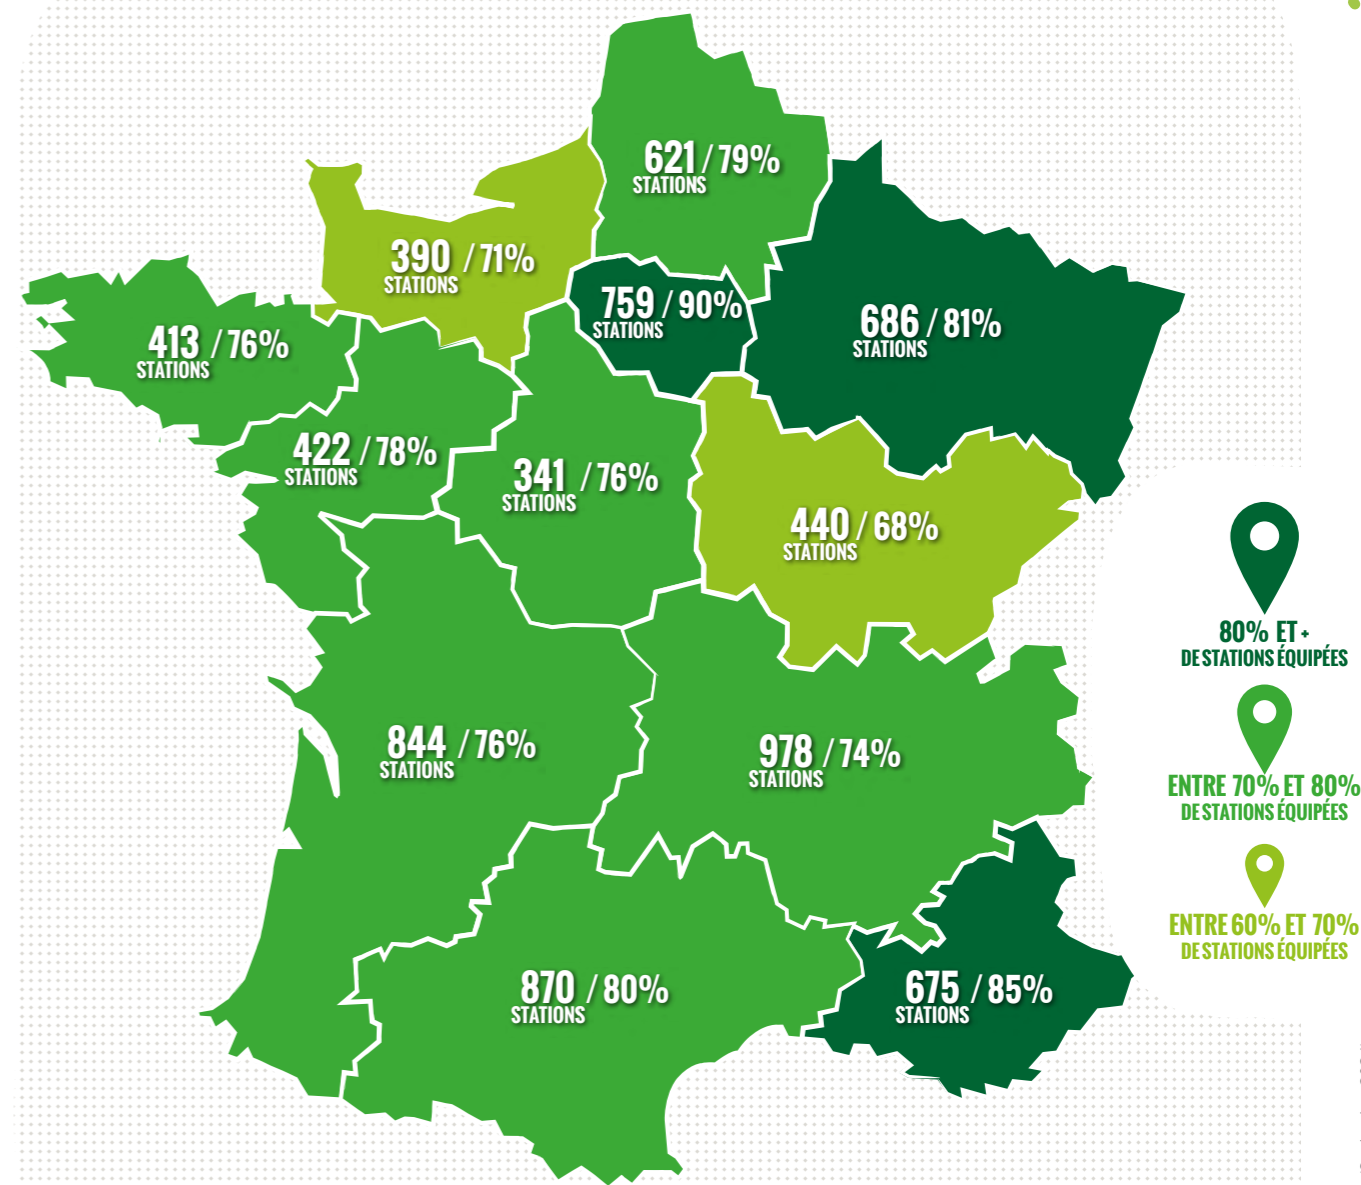 621 / 79%
STATIONS
390 / 71%
STATIONS
759 / 90%
STATIONS
686 / 81%
STATIONS
413 / 76%
STATIONS
422 / 78%
STATIONS
341 / 76%
STATIONS
440 / 68%
STATIONS
844 / 76%
STATIONS
978 / 74%
STATIONS
870 / 80%
STATIONS
675 / 85%
STATIONS
80% ET +
DE STATIONS ÉQUIPÉES
ENTRE 70% ET 80%
DE STATIONS ÉQUIPÉES
ENTRE 60% ET 70%
DE STATIONS ÉQUIPÉES